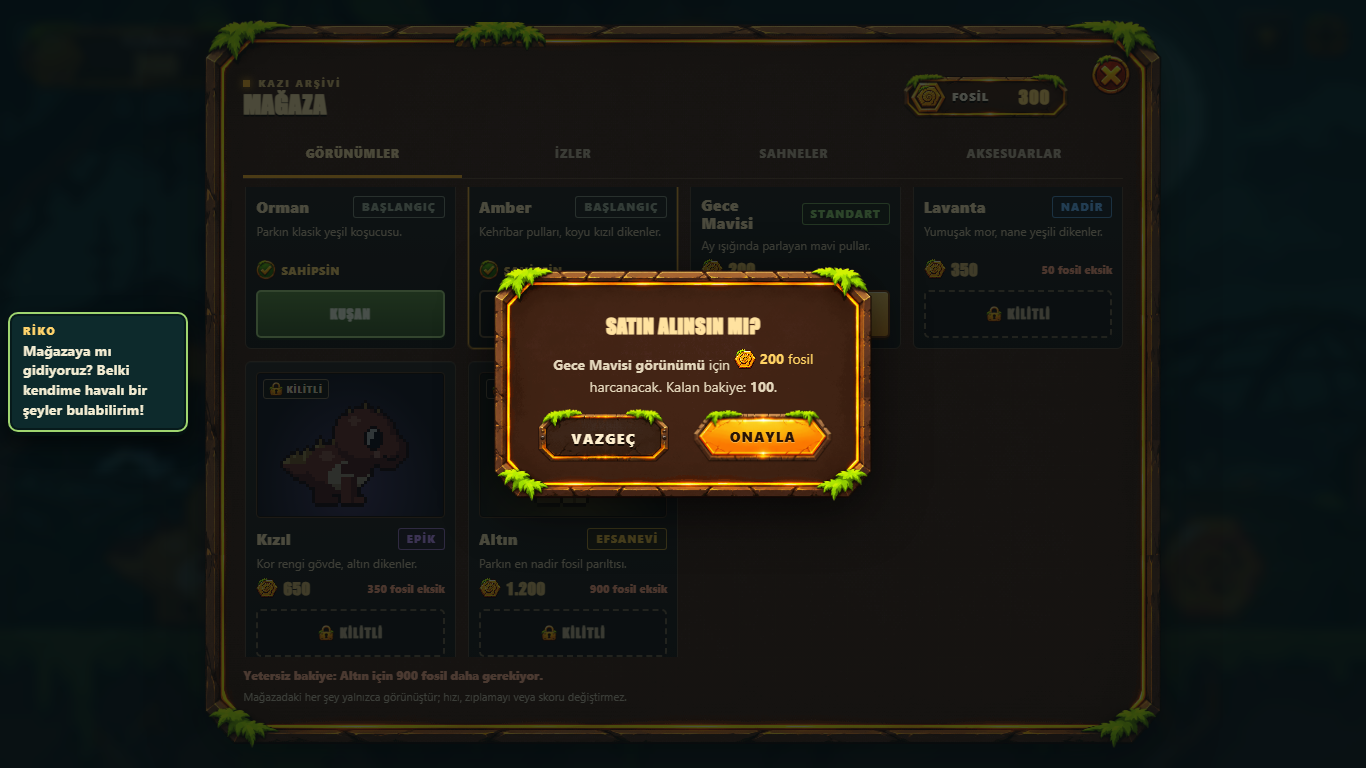 KAZI ARŞİVİ
MAĞAZA
FOSİL 300
GÖRÜNÜMLER İZLER SAHNELER AKSESUARLAR
Orman BAŞLANGIÇ
Parkın klasik yeşil koşucusu.
SAHİPSİN
KUŞAN
Amber BAŞLANGIÇ
Kehribar pulları, koyu kızıl dikenler.
Gece
Mavisi STANDART
Ay ışığında parlayan mavi pullar.
200
Lavanta NADİR
Yumuşak mor, nane yeşili dikenler.
350 50 fosil eksik
KİLİTLİ
RİKO
Mağazaya mı
gidiyoruz? Belki
kendime havalı bir
şeyler bulabilirim!
SATIN ALINSIN MI?
Gece Mavisi görünümü için 200 fosil
harcanacak. Kalan bakiye: 100.
VAZGEÇ ONAYLA
KİLİTLİ
Kızıl EPİK
Kor rengi gövde, altın dikenler.
650 350 fosil eksik
KİLİTLİ
Altın EFSANEVİ
Parkın en nadir fosil parıltısı.
1.200 900 fosil eksik
KİLİTLİ
Yetersiz bakiye: Altın için 900 fosil daha gerekiyor.
Mağazadaki her şey yalnızca görünüştür; hızı, zıplamayı veya skoru değiştirmez.